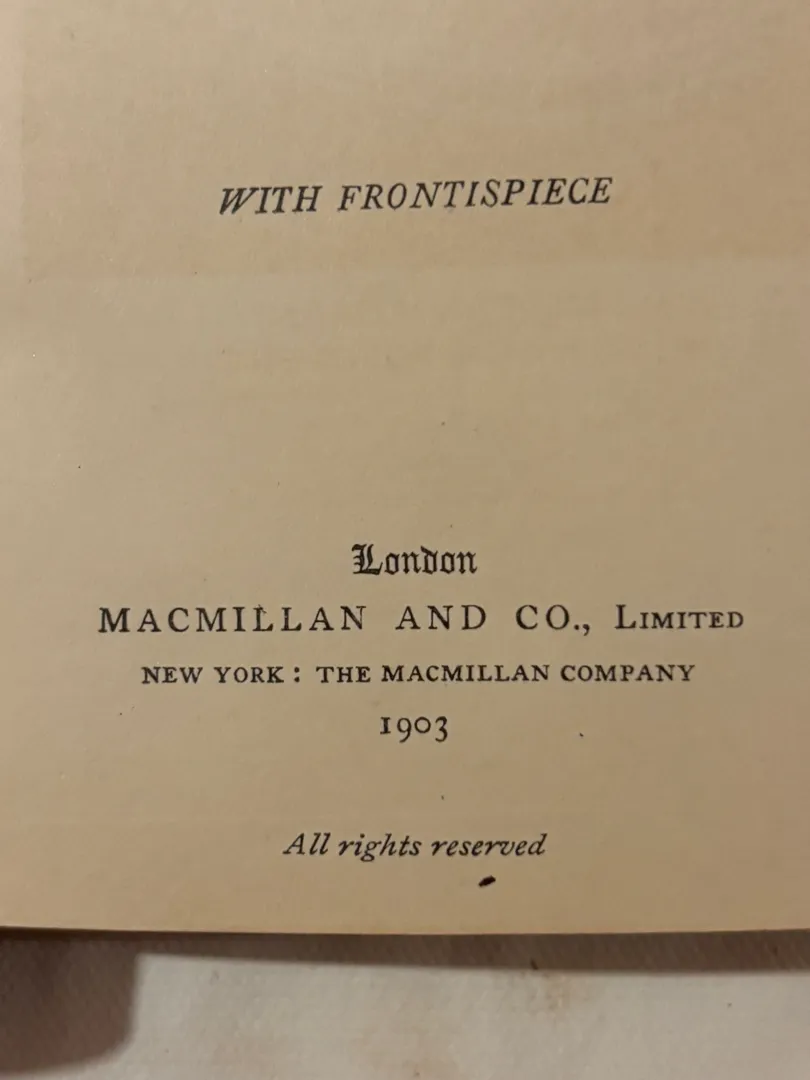 WITH FRONTISPIECE
London
MACMILLAN AND CO., LIMITED
NEW YORK : THE MACMILLAN COMPANY
1903
All rights reserved